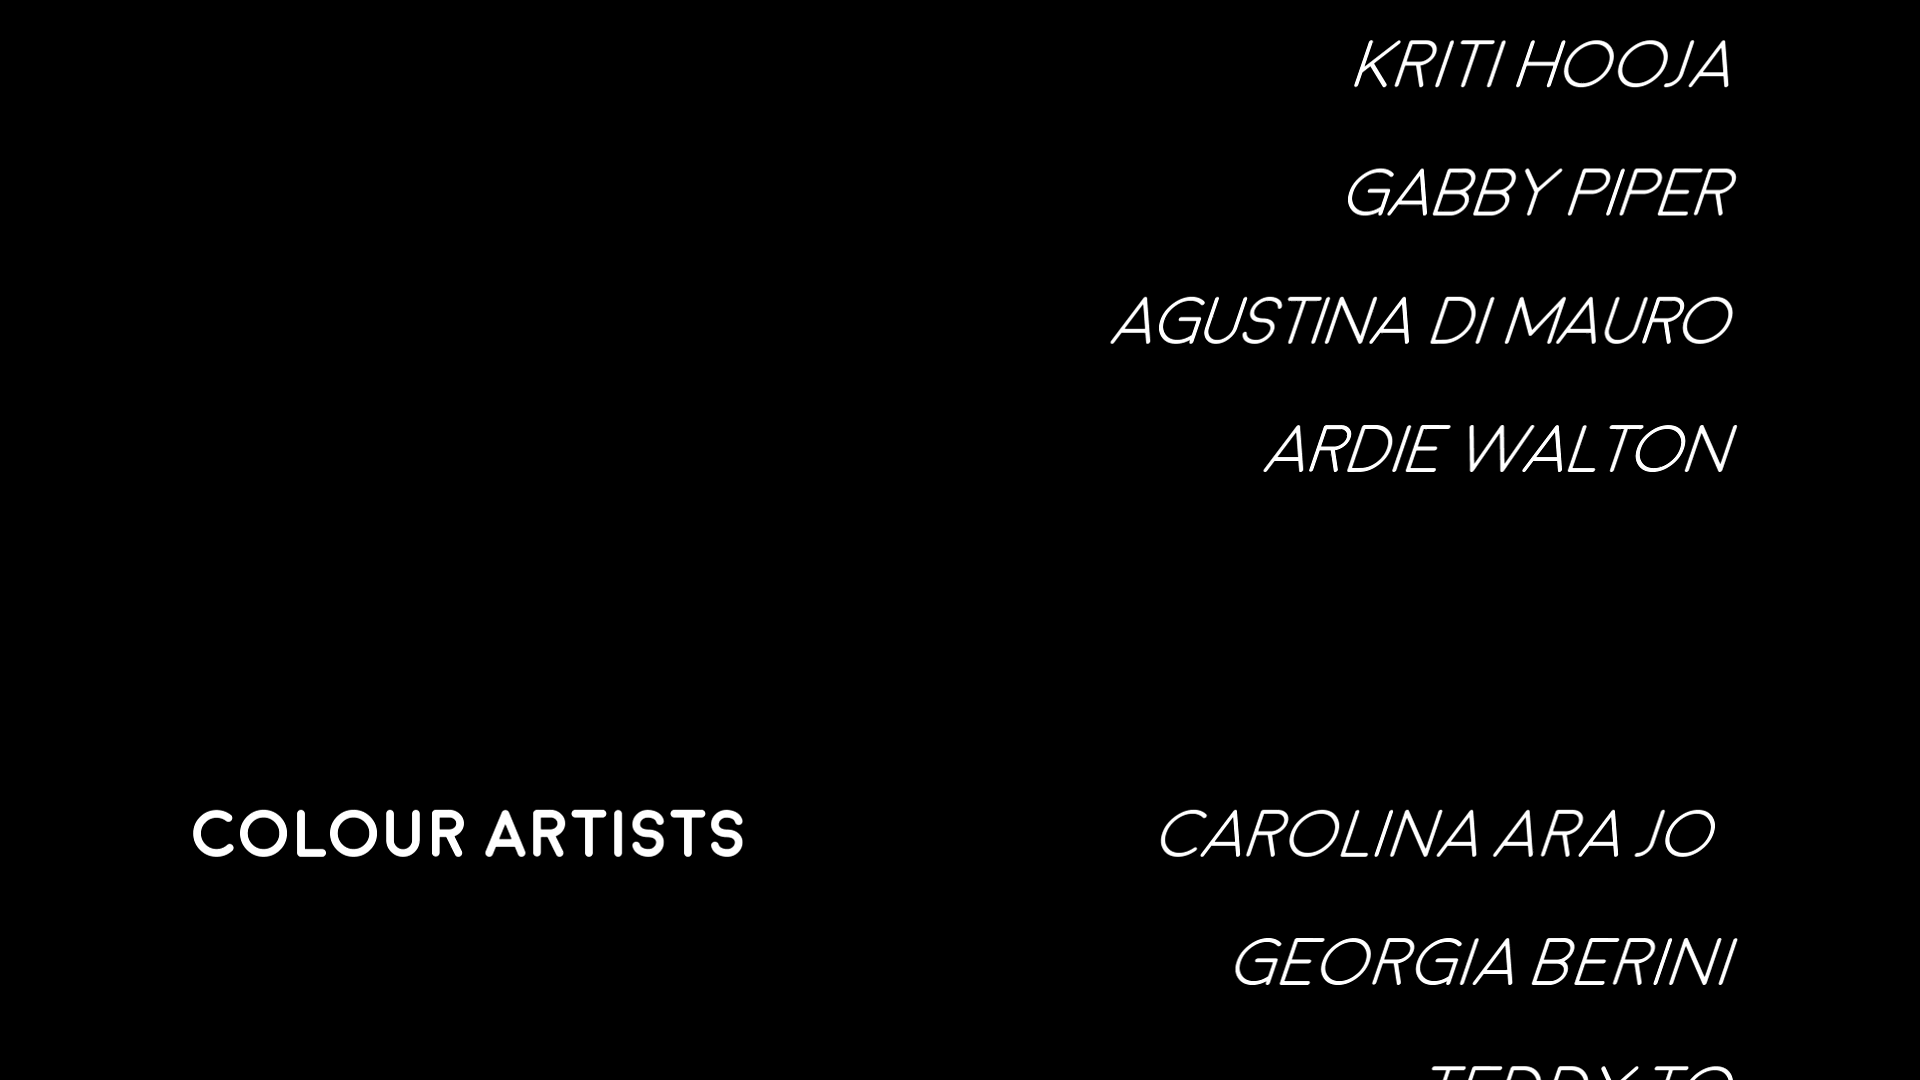 KRITI HOOJA
GABBY PIPER
AGUSTINA DI MAURO
ARDIE WALTON
COLOUR ARTISTS CAROLINA ARA JO
GEORGIA BERINI